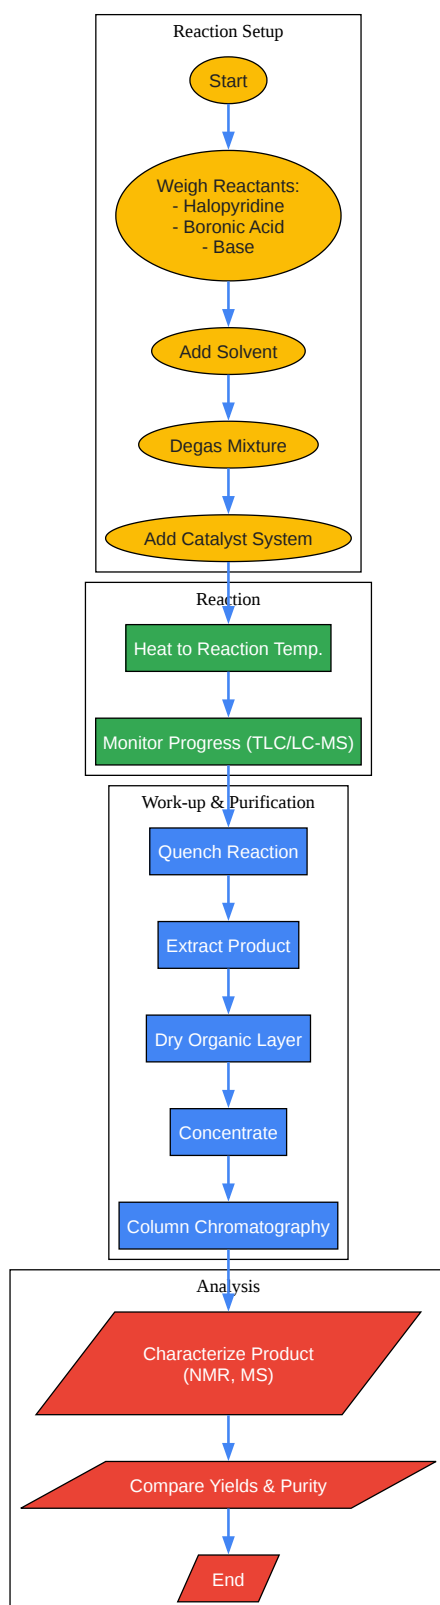 Reaction Setup
Start
Weigh Reactants:
- Halopyridine
- Boronic Acid
- Base
Add Solvent
Degas Mixture
Add Catalyst System
Reaction
Heat to Reaction Temp.
Monitor Progress (TLC/LC-MS)
Work-up & Purification
Quench Reaction
Extract Product
Dry Organic Layer
Concentrate
Column Chromatography
Analysis
Characterize Product
(NMR, MS)
Compare Yields & Purity
End